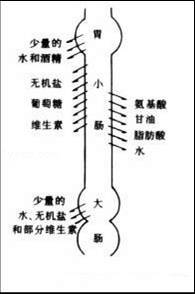 胃
少量的
水和酒精
小
肠
无机盐
葡萄糖
维生素
氨基酸
甘油
脂肪酸
水
大
肠
少量的
水、无机盐
和部分维生素